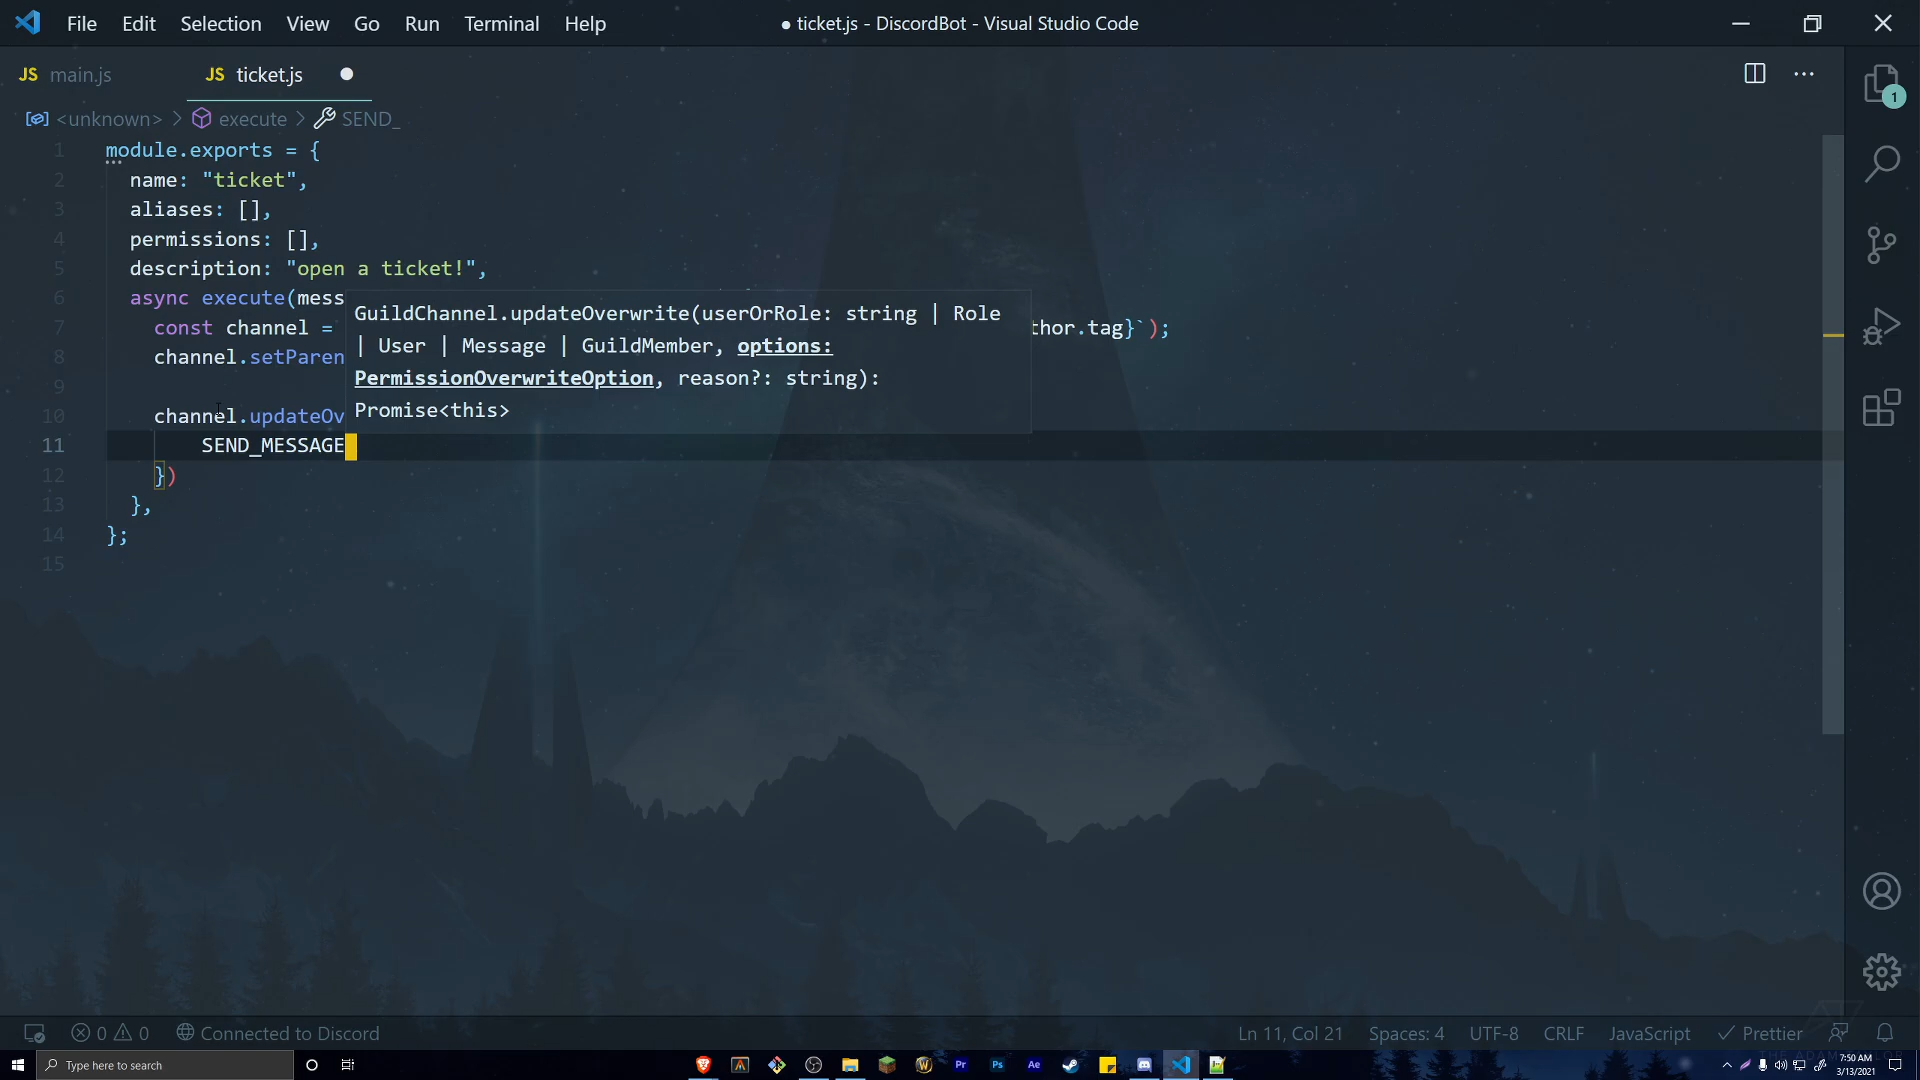 File Edit Selection View Go Run Terminal Help ● ticket.js - DiscordBot - Visual Studio Code
JS main.js JS ticket.js
<unknown> > execute > SEND_
1 module.exports = {
2 name: "ticket",
3 aliases: [],
4 permissions: [],
5 description: "open a ticket!",
6 async execute(mess
7 const channel = thor.tag}`);
8 channel.setParen
9
10 channel.updateOv
11 SEND_MESSAGE
12 })
13 },
14 };
15
GuildChannel.updateOverwrite(userOrRole: string | Role
| User | Message | GuildMember, options:
PermissionOverwriteOption, reason?: string):
Promise<this>
1
0 0 Connected to Discord Ln 11, Col 21 Spaces: 4 UTF-8 CRLF JavaScript Prettier
Type here to search Pr Ps Ae 7:50 AM
3/13/2021